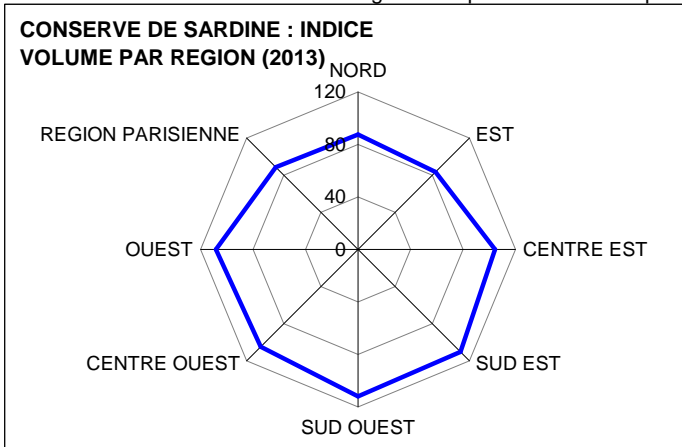 CONSERVE DE SARDINE : INDICE
VOLUME PAR REGION (2013)
NORD
120
REGION PARISIENNE
EST
80
40
OUEST
0
CENTRE EST
CENTRE OUEST
SUD EST
SUD OUEST